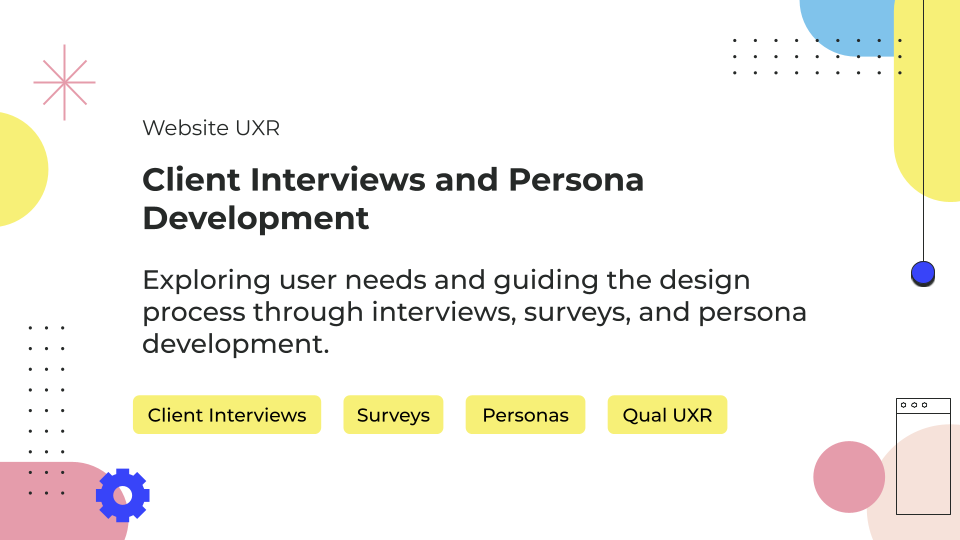 Website UXR
Client Interviews and Persona
Development
Exploring user needs and guiding the design
process through interviews, surveys, and persona
development.
Client Interviews
Surveys
Personas
Qual UXR